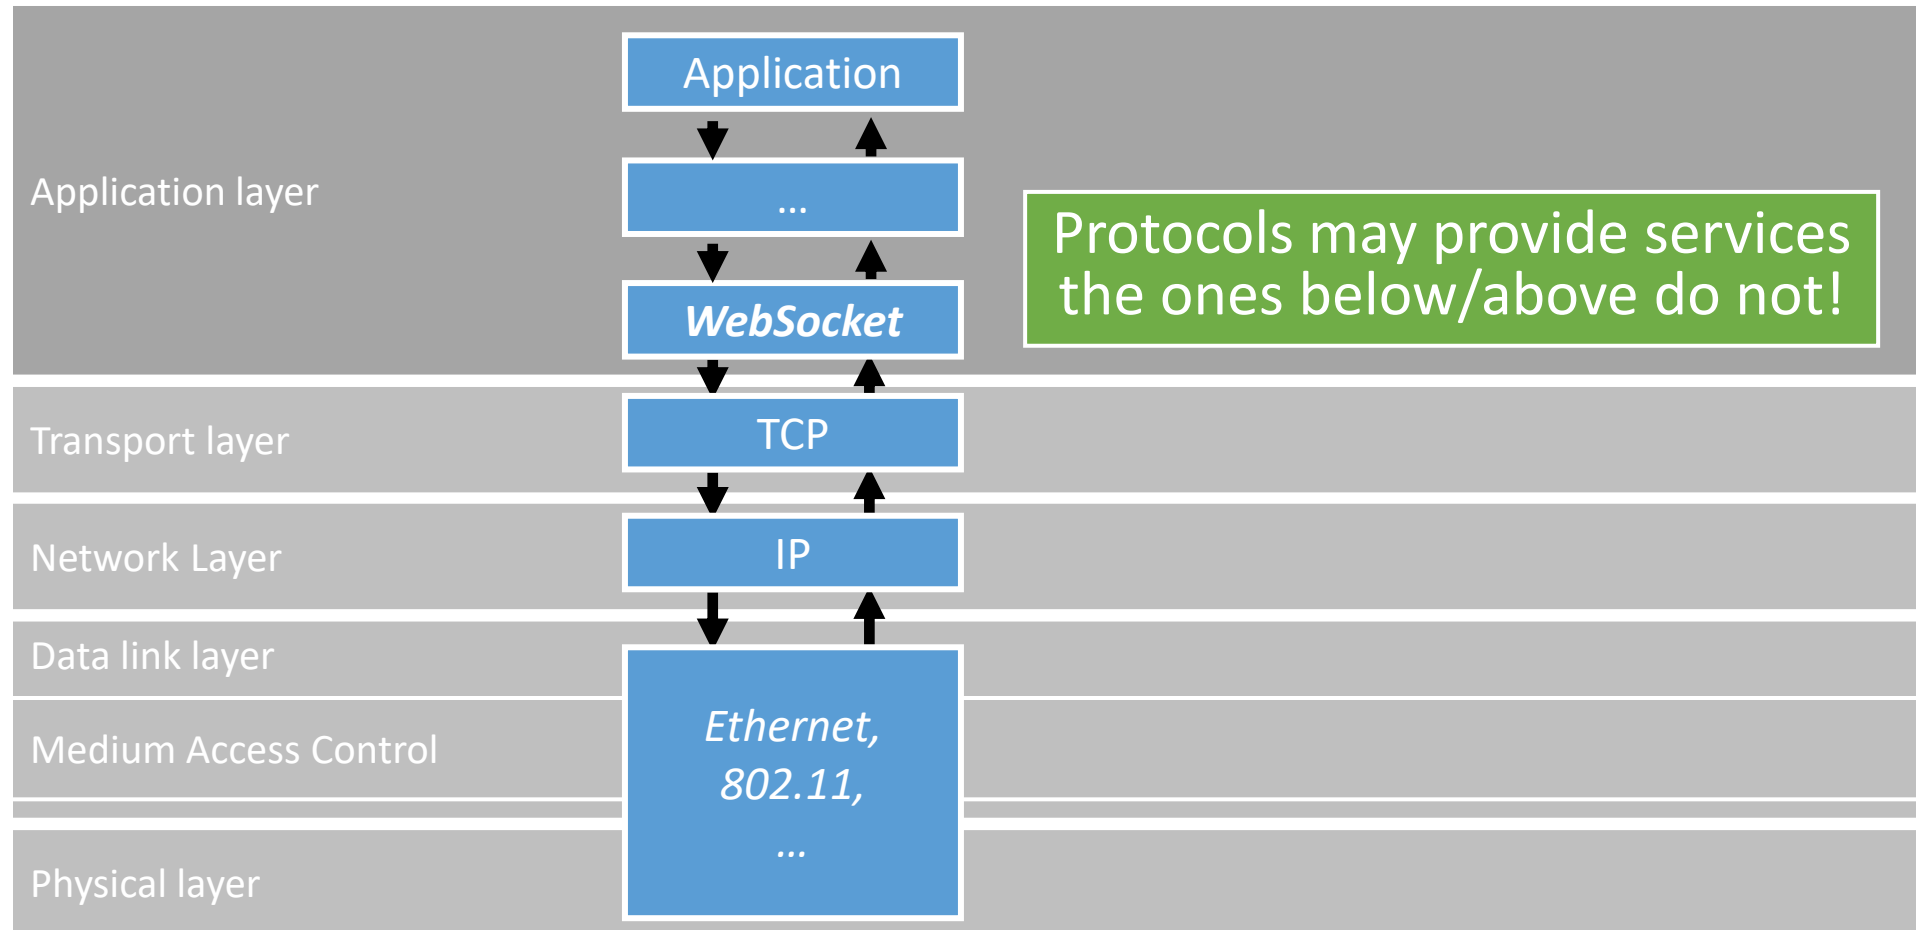 Application
Application layer
…
Protocols may provide services
the ones below/above do not!
WebSocket
Transport layer
TCP
Network Layer
IP
Data link layer
Medium Access Control
Ethernet,
802.11,
…
Physical layer